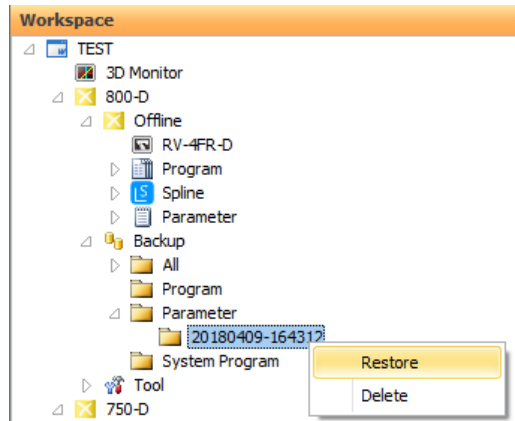 Workspace
TEST
3D Monitor
800-D
Offline
RV-4FR-D
Program
LS Spline
Parameter
Backup
All
Program
Parameter
20180409-164312
System Program
Restore
Tool
Delete
750-D